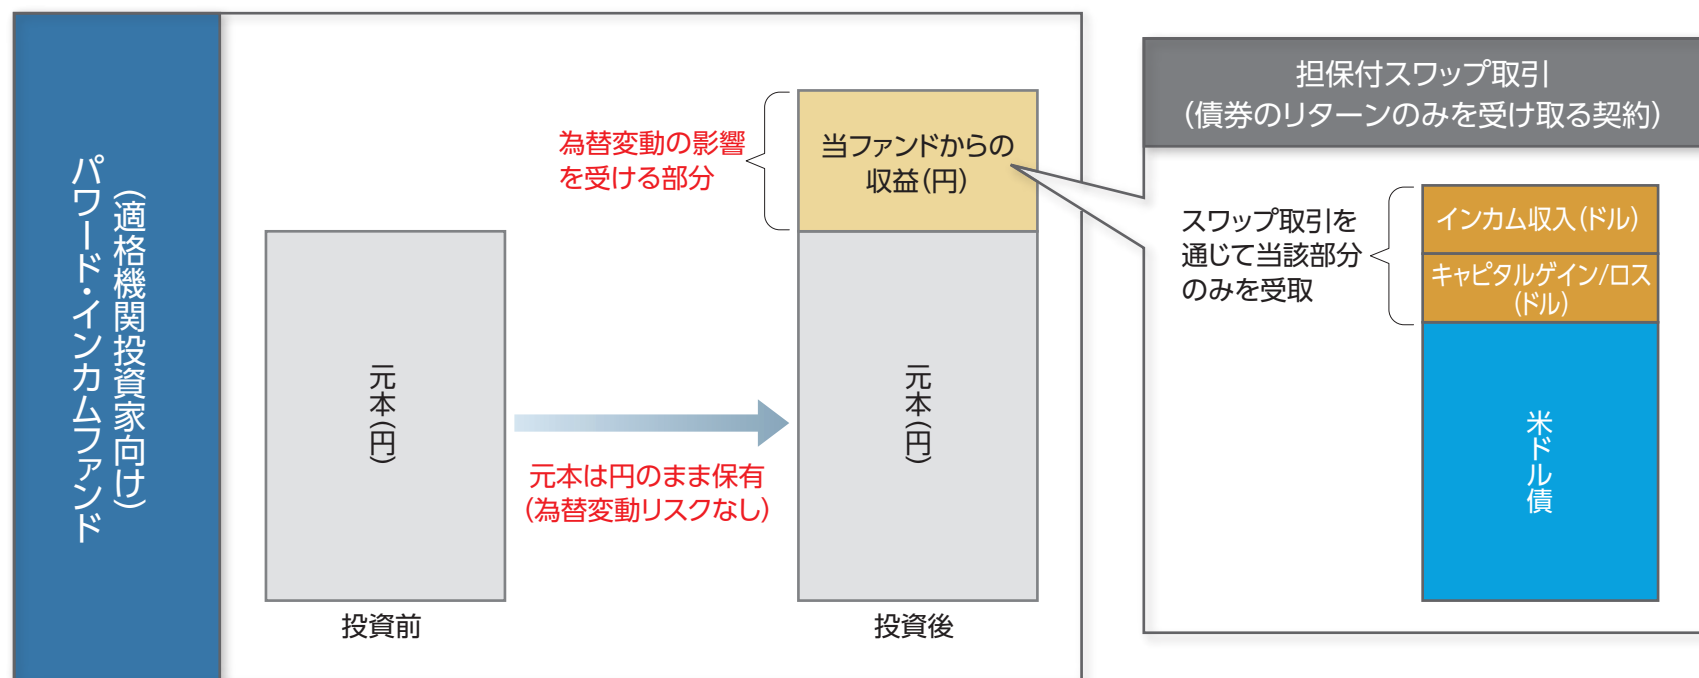 パワード・インカムファンド
(適格機関投資家向け)
為替変動の影響
を受ける部分
当ファンドからの
収益(円)
元本(円)
元本は円のまま保有
(為替変動リスクなし)
元本(円)
投資前
投資後
担保付スワップ取引
(債券のリターンのみを受け取る契約)
スワップ取引を
通じて当該部分
のみを受取
インカム収入(ドル)
キャピタルゲイン/ロス
(ドル)
米ドル債